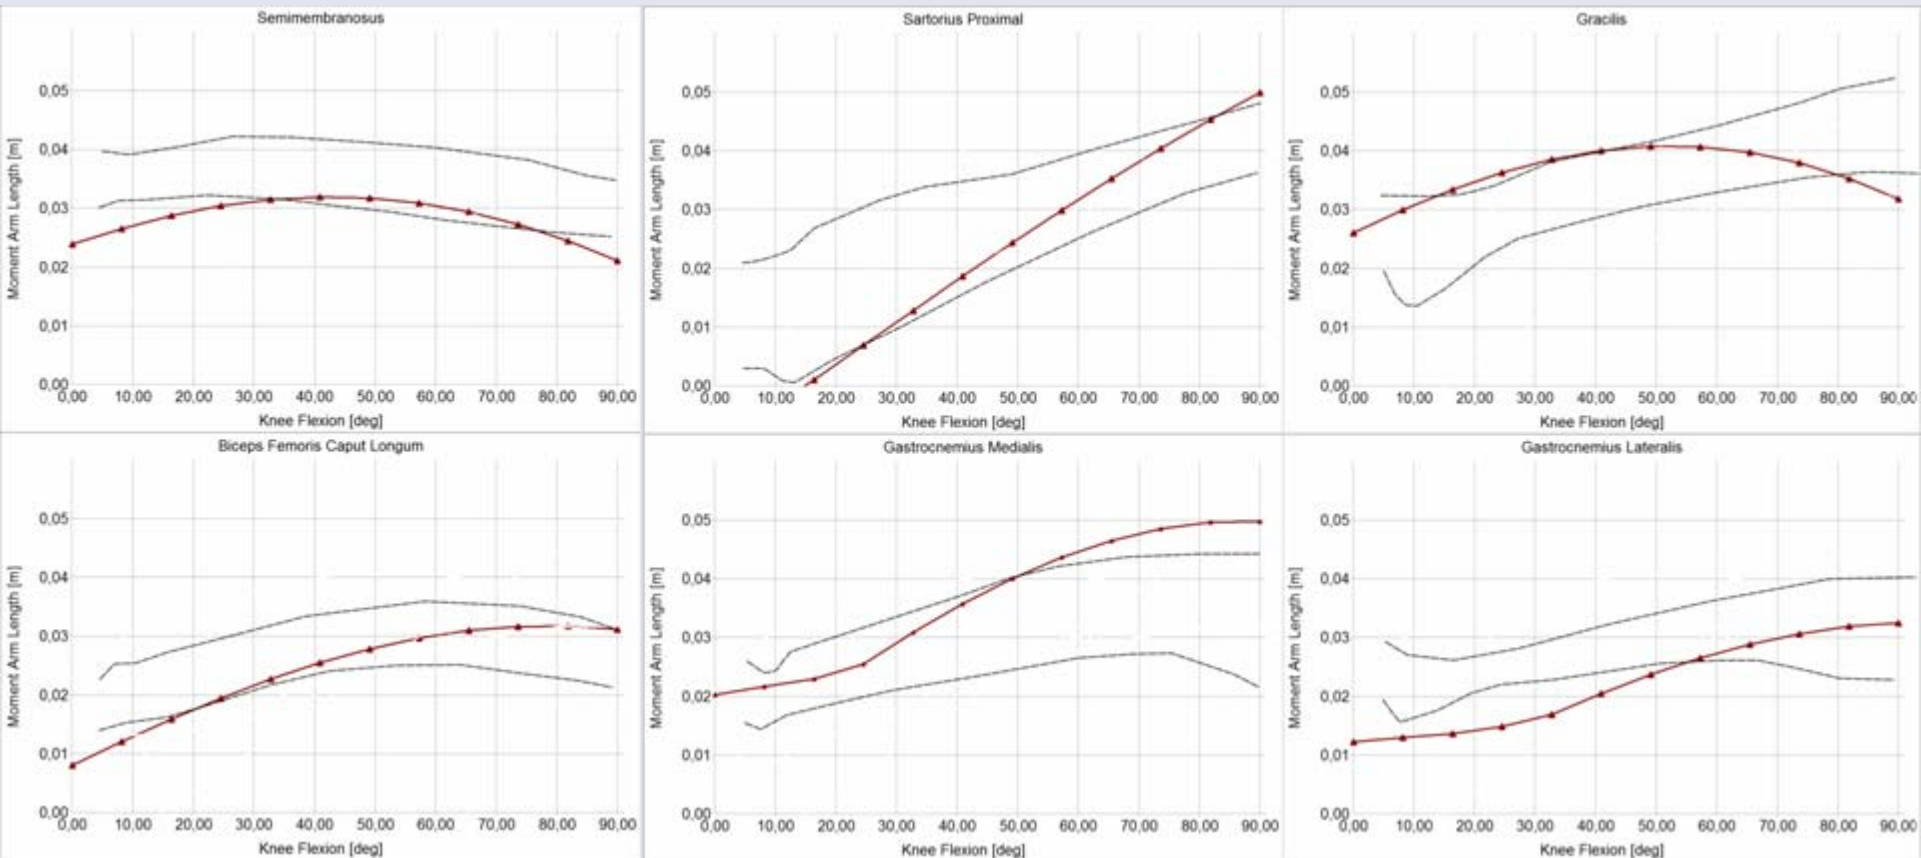 Semimembranosus
Moment Arm Length [m]
0,05
0,04
0,03
0,02
0,01
0,00
0,00 10,00 20,00 30,00 40,00 50,00 60,00 70,00 80,00 90,00
Knee Flexion [deg]
Sartorius Proximal
Moment Arm Length [m]
0,05
0,04
0,03
0,02
0,01
0,00
0,00 10,00 20,00 30,00 40,00 50,00 60,00 70,00 80,00 90,00
Knee Flexion [deg]
Gracilis
Moment Arm Length [m]
0,05
0,04
0,03
0,02
0,01
0,00
0,00 10,00 20,00 30,00 40,00 50,00 60,00 70,00 80,00 90,00
Knee Flexion [deg]
Biceps Femoris Caput Longum
Moment Arm Length [m]
0,05
0,04
0,03
0,02
0,01
0,00
0,00 10,00 20,00 30,00 40,00 50,00 60,00 70,00 80,00 90,00
Knee Flexion [deg]
Gastrocnemius Medialis
Moment Arm Length [m]
0,05
0,04
0,03
0,02
0,01
0,00
0,00 10,00 20,00 30,00 40,00 50,00 60,00 70,00 80,00 90,00
Knee Flexion [deg]
Gastrocnemius Lateralis
Moment Arm Length [m]
0,05
0,04
0,03
0,02
0,01
0,00
0,00 10,00 20,00 30,00 40,00 50,00 60,00 70,00 80,00 90,00
Knee Flexion [deg]